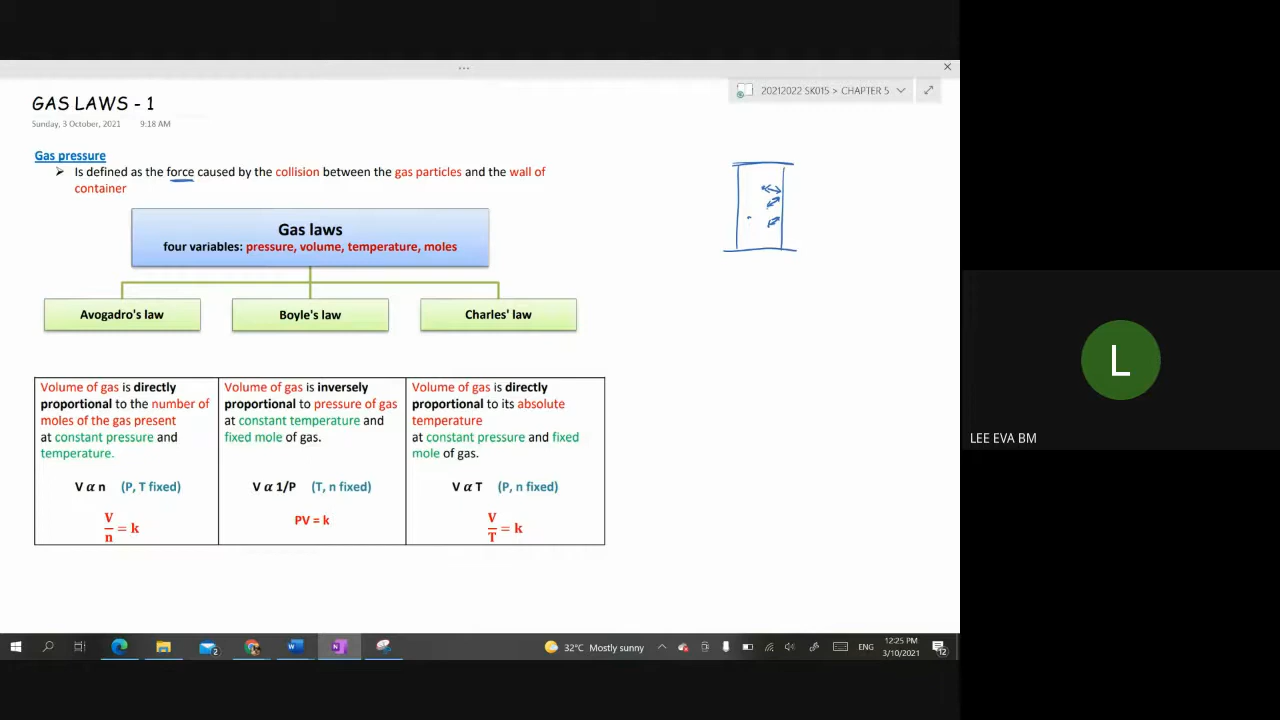 20212022 SK015 > CHAPTER 5
GAS LAWS - 1
Sunday, 3 October, 2021 9:18 AM
Gas pressure
➢ Is defined as the force caused by the collision between the gas particles and the wall of
container
Gas laws
four variables: pressure, volume, temperature, moles
Avogadro's law
Boyle's law
Charles' law
Volume of gas is directly
proportional to the number of
moles of the gas present
at constant pressure and
temperature.
V α n (P, T fixed)
V
n
= k
Volume of gas is inversely
proportional to pressure of gas
at constant temperature and
fixed mole of gas.
V α 1/P (T, n fixed)
PV = k
Volume of gas is directly
proportional to its absolute
temperature
at constant pressure and fixed
mole of gas.
V α T (P, n fixed)
V
T
= k
L
LEE EVA BM
32°C Mostly sunny
ENG
12:25 PM
3/10/2021